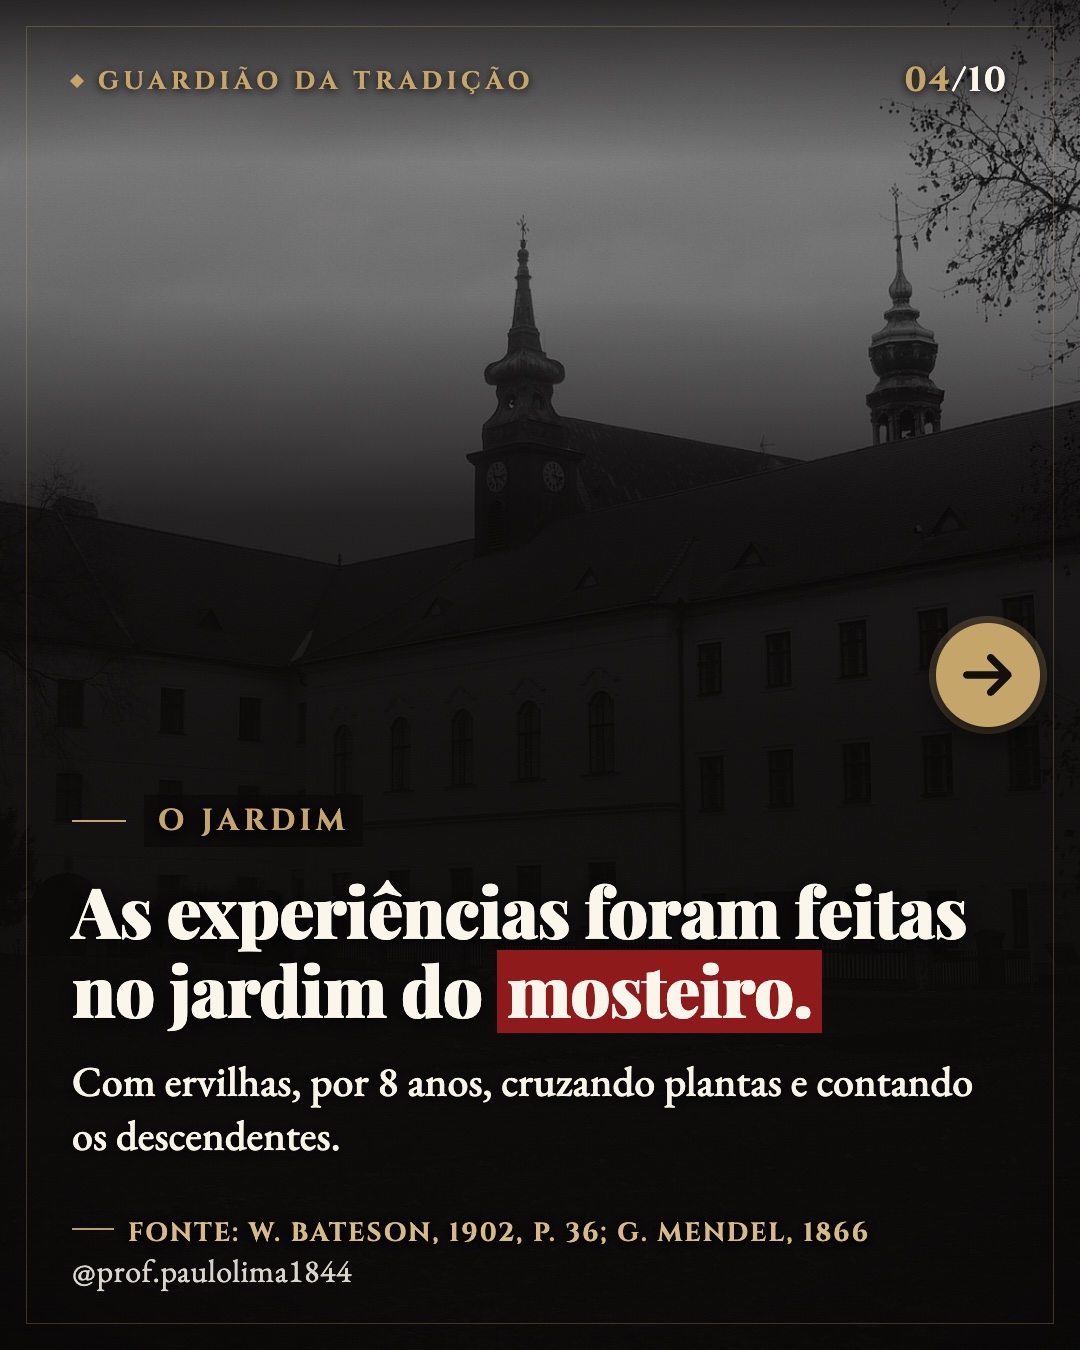 GUARDIÃO DA TRADIÇÃO
04/10
O JARDIM
As experiências foram feitas
no jardim do mosteiro.
Com ervilhas, por 8 anos, cruzando plantas e contando
os descendentes.
FONTE: W. BATESON, 1902, P. 36; G. MENDEL, 1866
@prof.paulolima1844